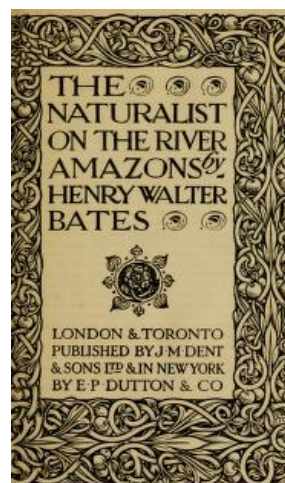 THE
NATURALIST
ON THE RIVER
AMAZONS by
HENRY WALTER
BATES
LONDON & TORONTO
PUBLISHED BY J·M·DENT
& SONS LTD & IN NEW YORK
BY E·P·DUTTON & CO